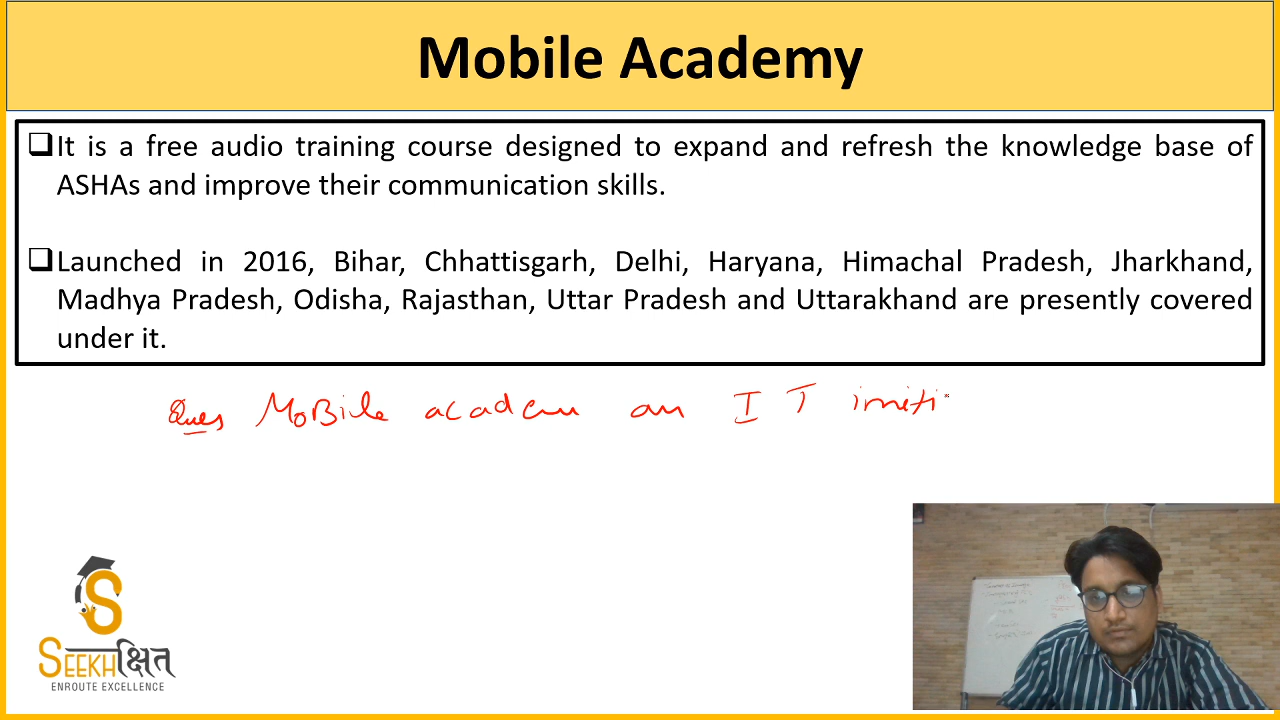 Mobile Academy
❑It is a free audio training course designed to expand and refresh the knowledge base of
ASHAs and improve their communication skills.
❑Launched in 2016, Bihar, Chhattisgarh, Delhi, Haryana, Himachal Pradesh, Jharkhand,
Madhya Pradesh, Odisha, Rajasthan, Uttar Pradesh and Uttarakhand are presently covered
under it.
Ques MoBile academ an IT initi
SEEKHक्षित
ENROUTE EXCELLENCE